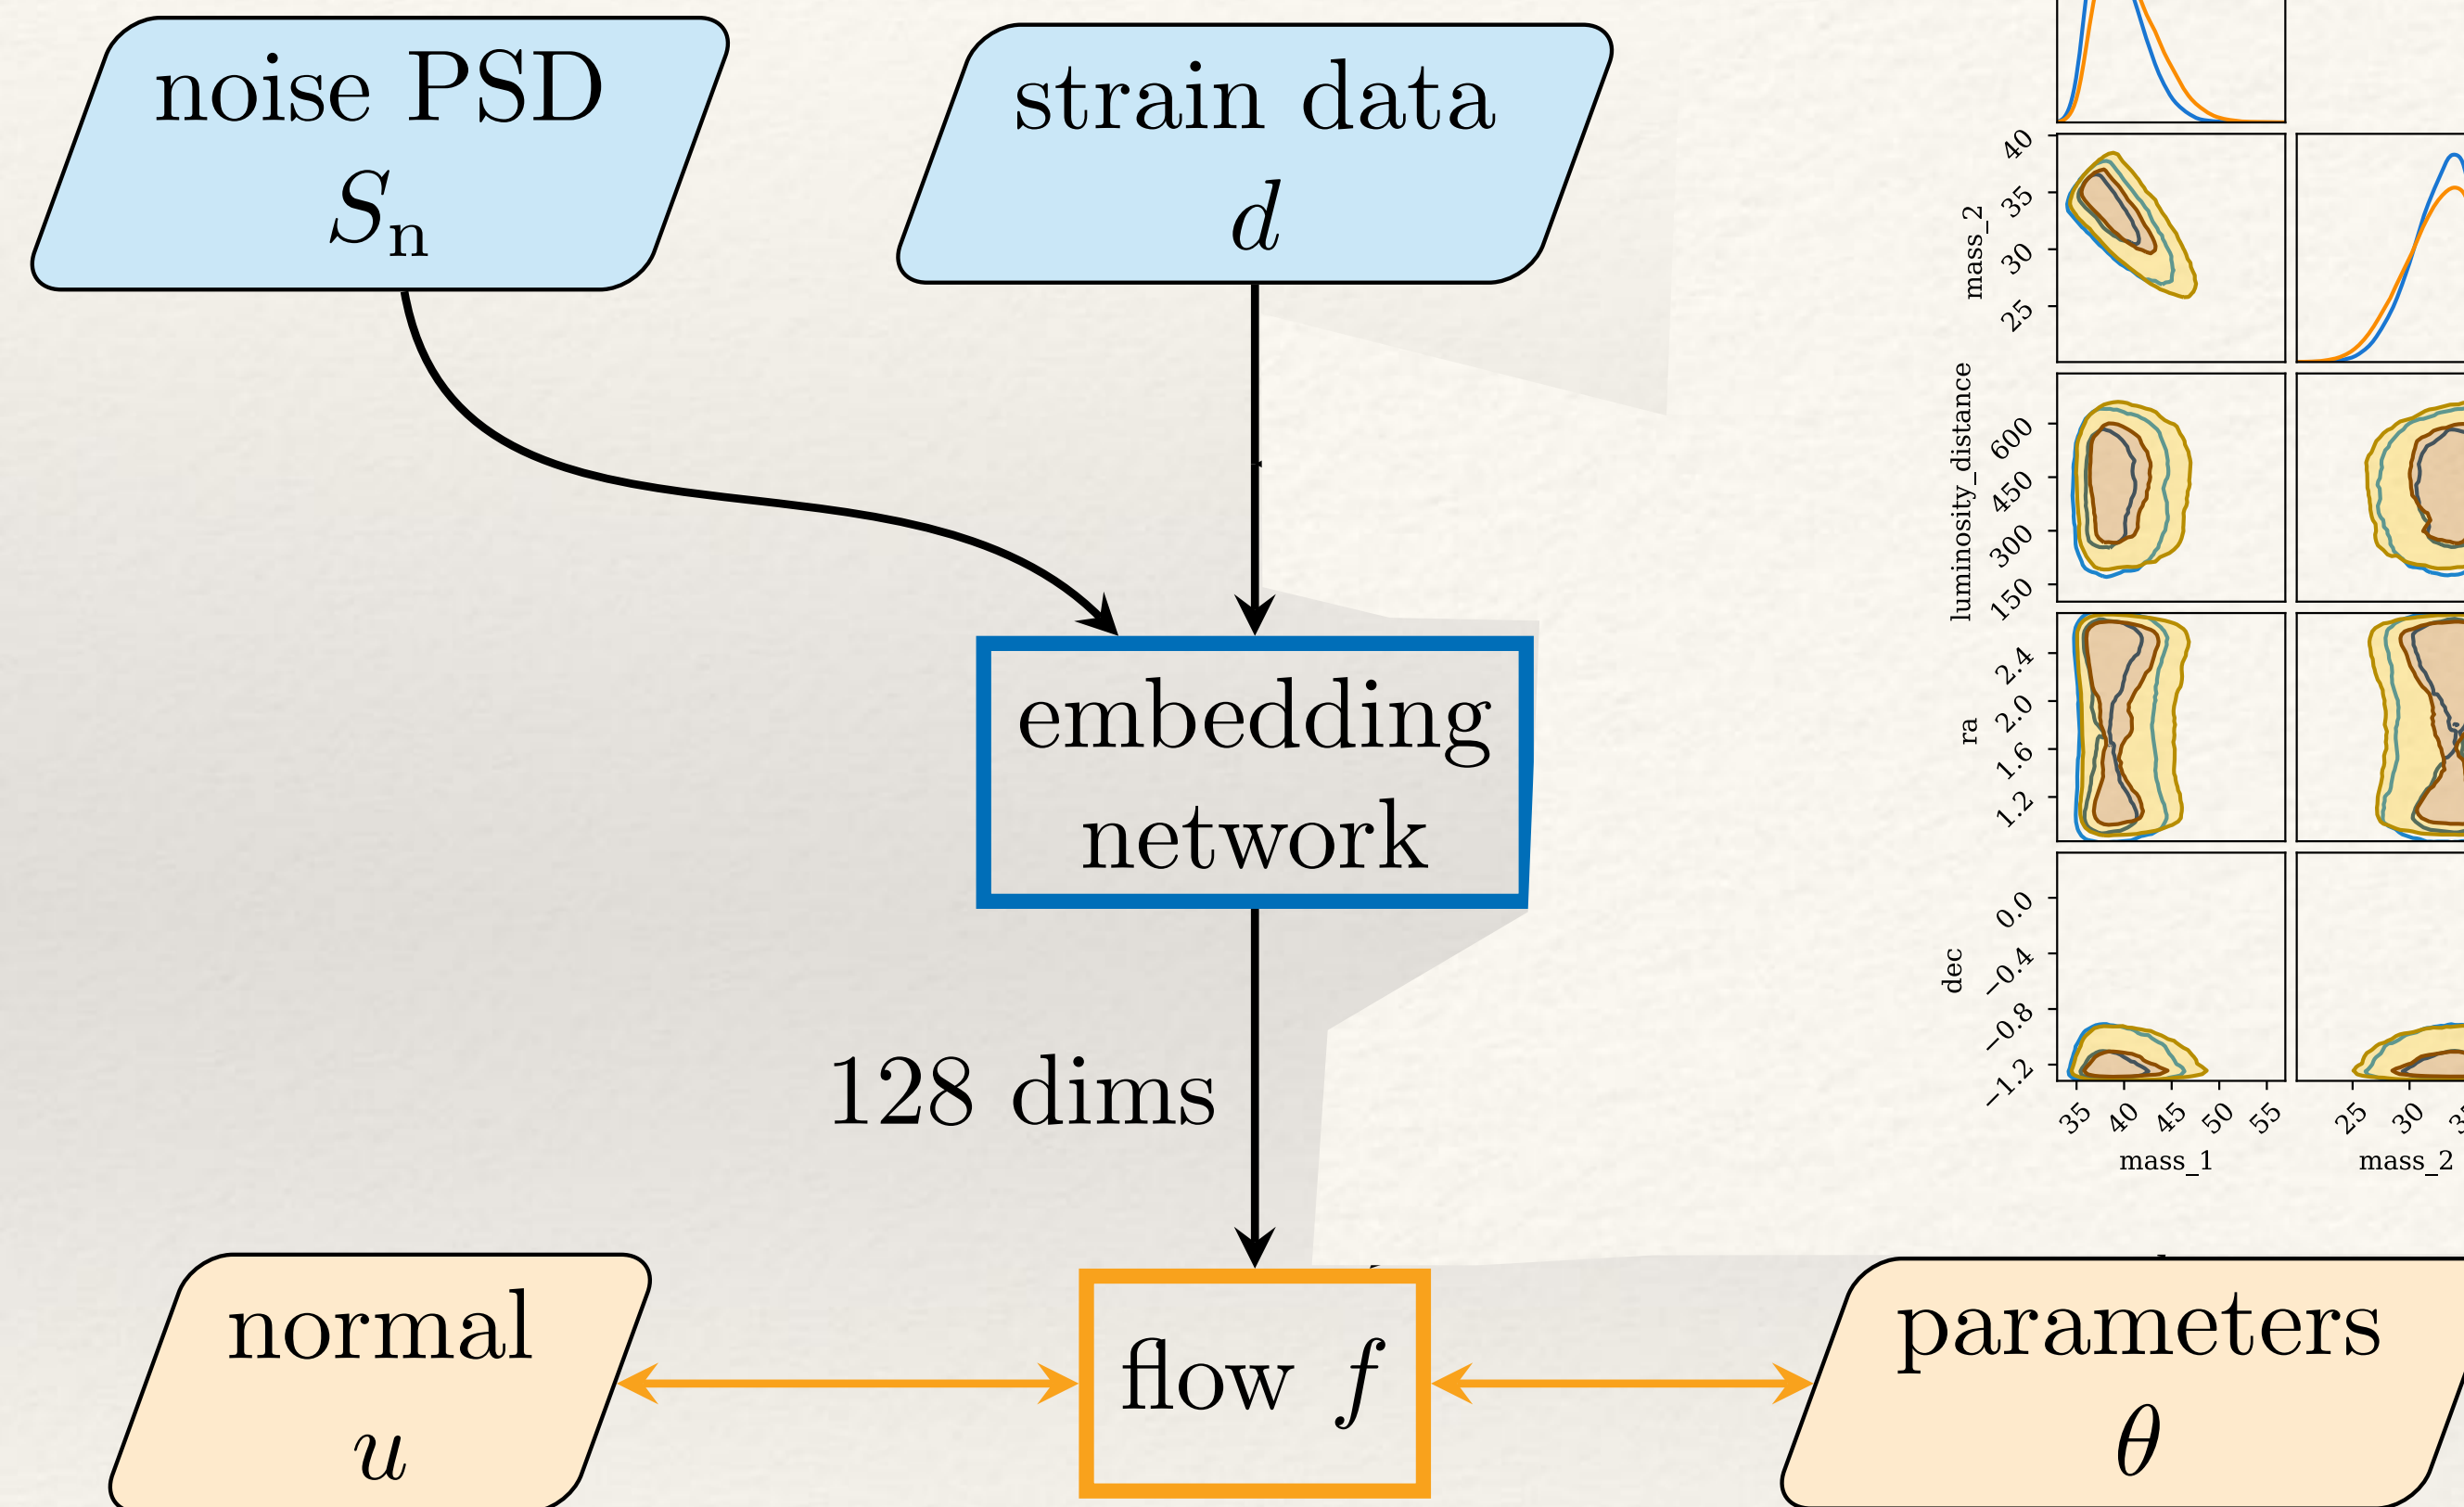 noise PSD
Sₙ
strain data
d
embedding
network
128 dims
normal
u
flow f
parameters
θ
mass_2
40
35
30
25
luminosity_distance
600
450
300
150
ra
2.4
2.0
1.6
1.2
dec
0.0
−0.4
−0.8
−1.2
35 40 45 50 55
mass_1
25 30
mass_2